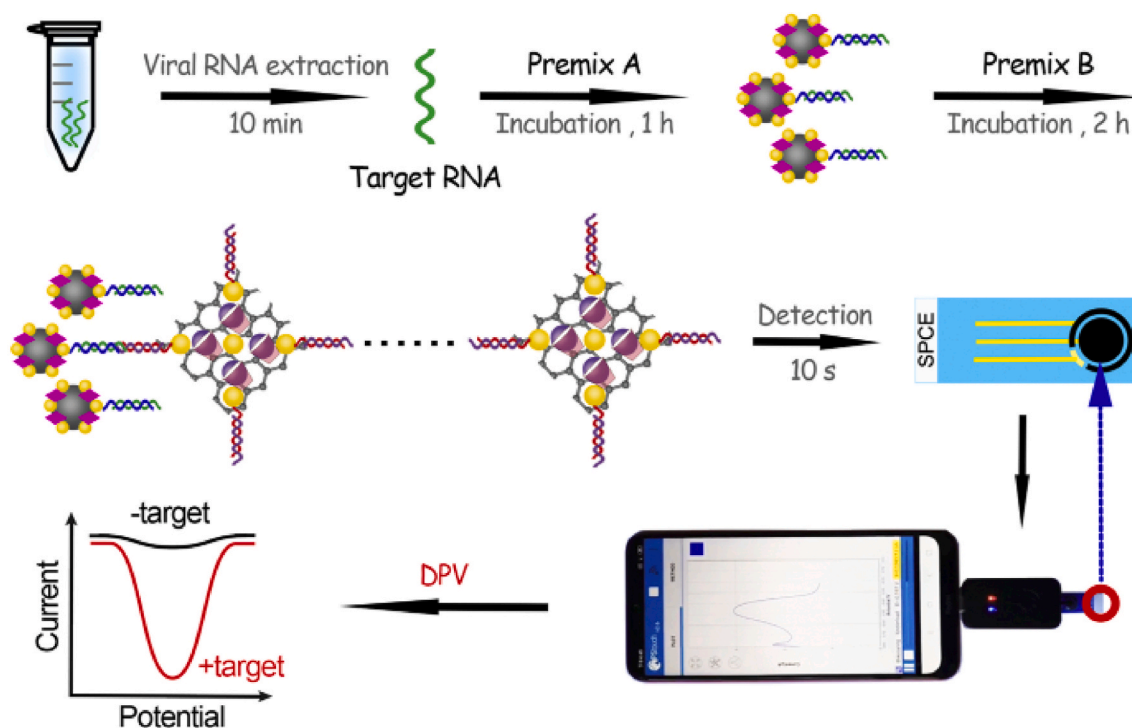 Viral RNA extraction
10 min
Target RNA
Premix A
Incubation , 1 h
Premix B
Incubation , 2 h
Detection
10 s
SPCE
DPV
PLOT
-target
+target
Current
Potential